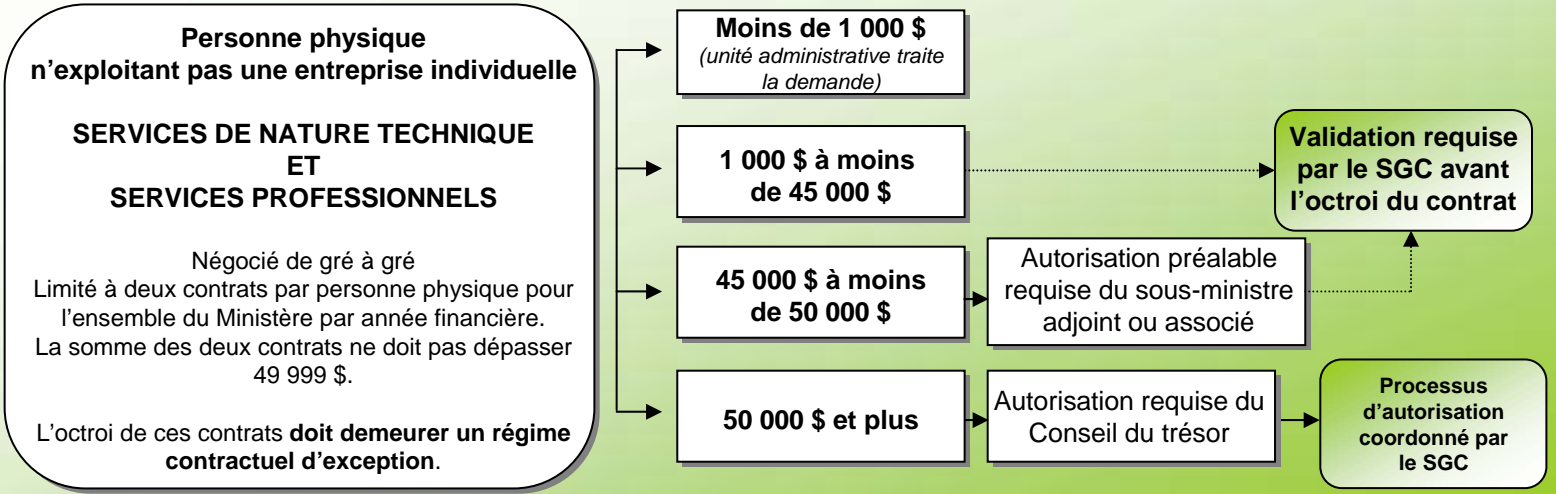 Personne physique
n'exploitant pas une entreprise individuelle
SERVICES DE NATURE TECHNIQUE
ET
SERVICES PROFESSIONNELS
Négocié de gré à gré
Limité à deux contrats par personne physique pour
l'ensemble du Ministère par année financière.
La somme des deux contrats ne doit pas dépasser
49 999 $.
L'octroi de ces contrats doit demeurer un régime
contractuel d'exception.
Moins de 1 000 $
(unité administrative traite
la demande)
1 000 $ à moins
de 45 000 $
Validation requise
par le SGC avant
l'octroi du contrat
45 000 $ à moins
de 50 000 $
Autorisation préalable
requise du sous-ministre
adjoint ou associé
50 000 $ et plus
Autorisation requise du
Conseil du trésor
Processus
d'autorisation
coordonné par
le SGC